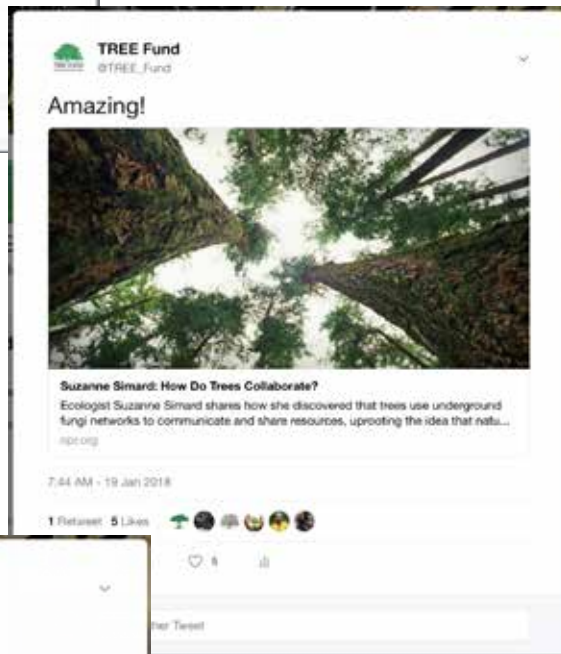 TREE Fund
@TREE_Fund
Amazing!
Suzanne Simard: How Do Trees Collaborate?
Ecologist Suzanne Simard shares how she discovered that trees use underground
fungi networks to communicate and share resources, uprooting the idea that natu...
npr.org
7:44 AM - 19 Jan 2018
1 Retweet 5 Likes
5
her Tweet